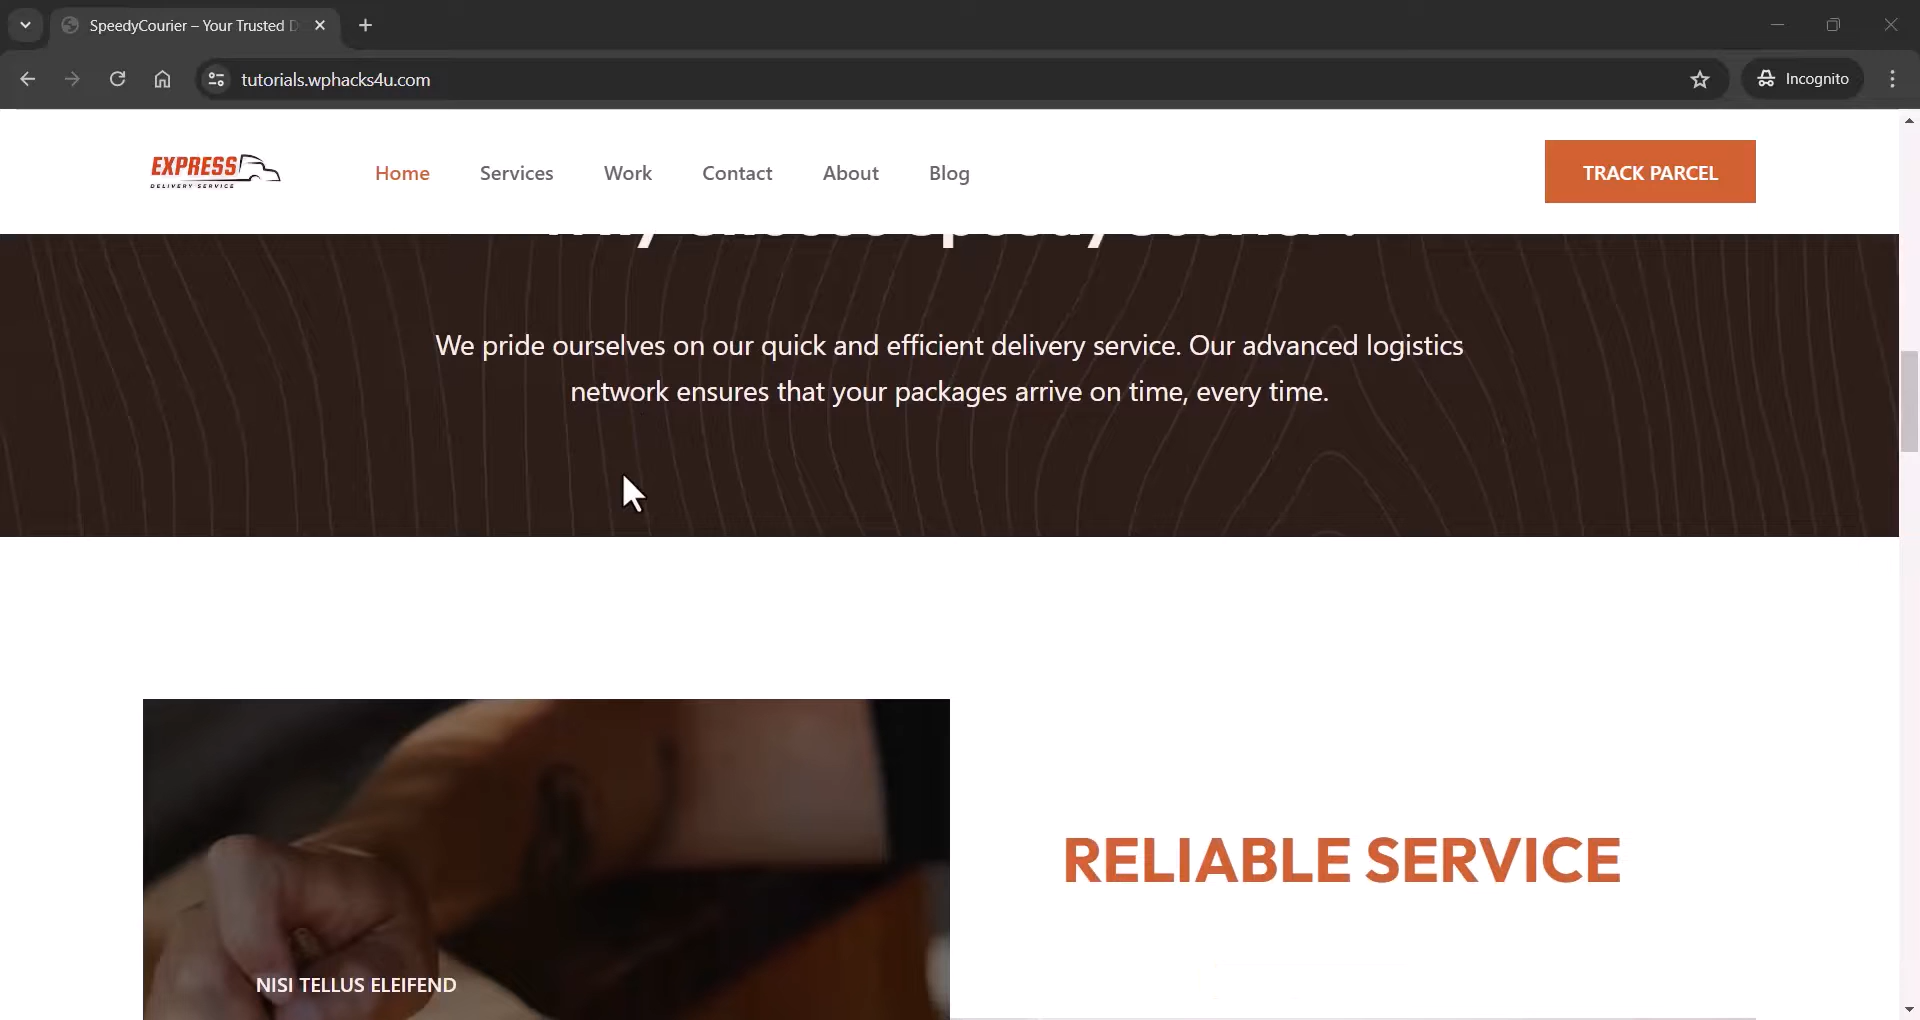 SpeedyCourier – Your Trusted D
tutorials.wphacks4u.com
Incognito
EXPRESS
DELIVERY SERVICE
Home
Services
Work
Contact
About
Blog
TRACK PARCEL
We pride ourselves on our quick and efficient delivery service. Our advanced logistics
network ensures that your packages arrive on time, every time.
RELIABLE SERVICE
NISI TELLUS ELEIFEND